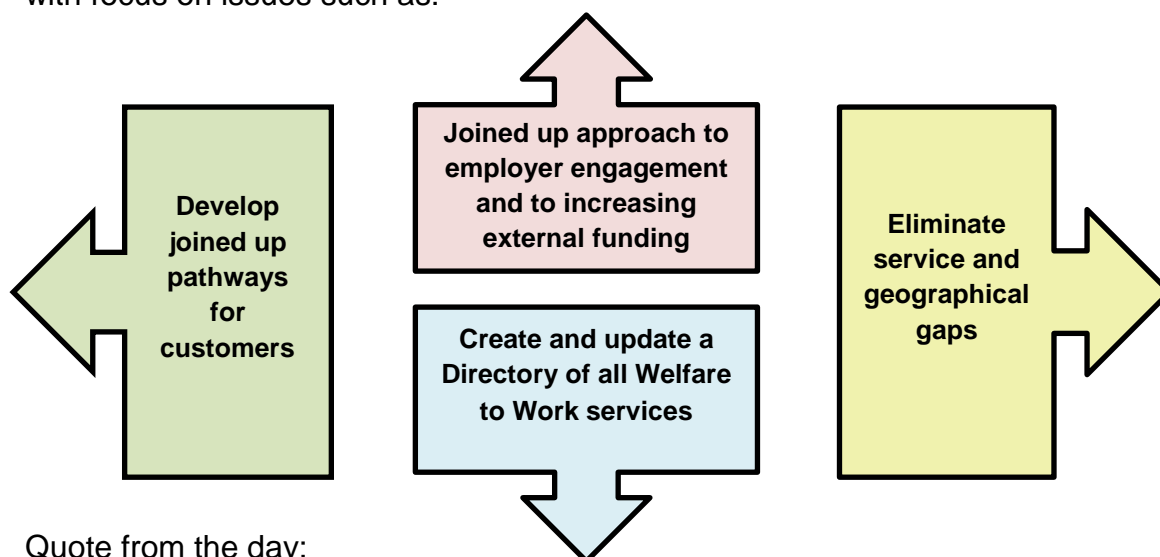 with focus on issues such as:
Joined up approach to
employer engagement
and to increasing
external funding
Develop
joined up
pathways
for
customers
Eliminate
service and
geographical
gaps
Create and update a
Directory of all Welfare
to Work services
Quote from the day: